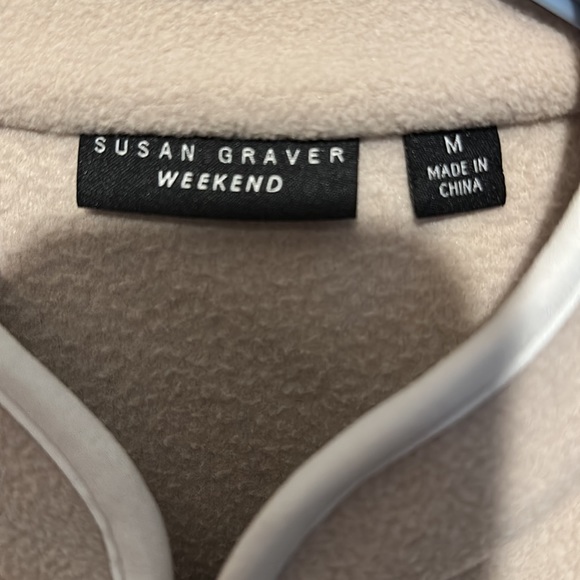 SUSAN GRAVER
WEEKEND
M
MADE IN
CHINA